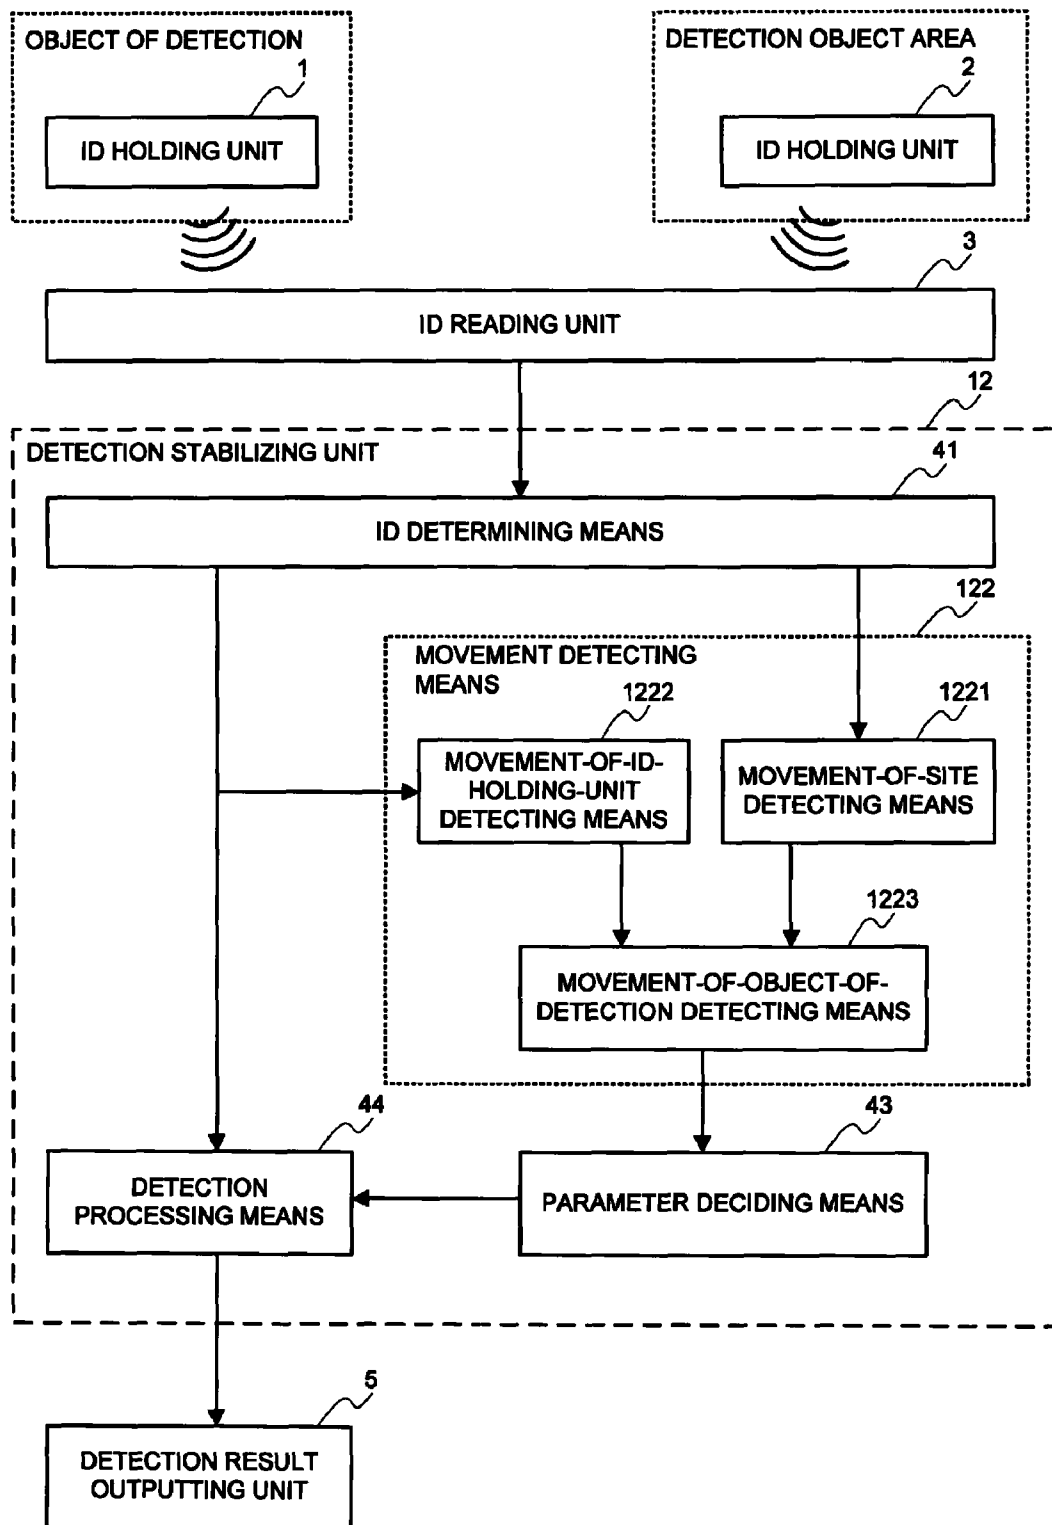 OBJECT OF DETECTION
1
ID HOLDING UNIT
DETECTION OBJECT AREA
2
ID HOLDING UNIT
3
ID READING UNIT
12
DETECTION STABILIZING UNIT
41
ID DETERMINING MEANS
122
MOVEMENT DETECTING
MEANS
1222
MOVEMENT-OF-ID-
HOLDING-UNIT
DETECTING MEANS
1221
MOVEMENT-OF-SITE
DETECTING MEANS
1223
MOVEMENT-OF-OBJECT-OF-
DETECTION DETECTING MEANS
44
DETECTION
PROCESSING MEANS
43
PARAMETER DECIDING MEANS
5
DETECTION RESULT
OUTPUTTING UNIT